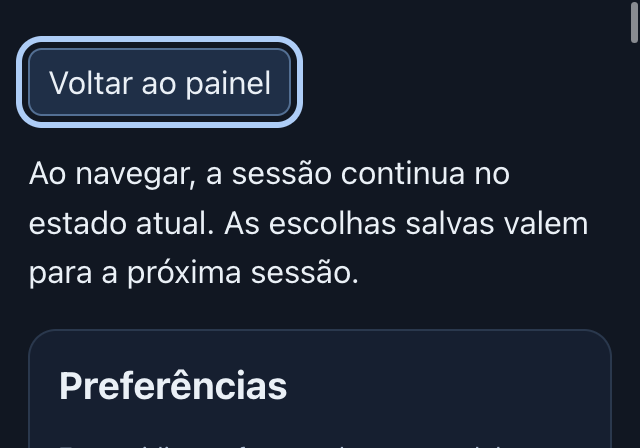 Voltar ao painel
Ao navegar, a sessão continua no
estado atual. As escolhas salvas valem
para a próxima sessão.
Preferências